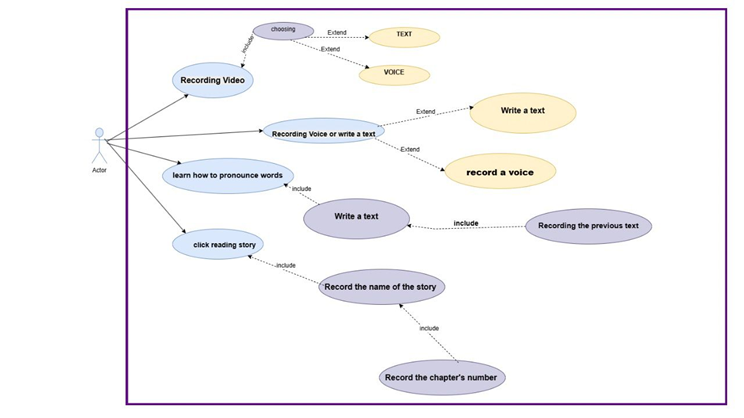 choosing
Extend
TEXT
include
Extend
VOICE
Recording Video
Extend
Write a text
Recording Voice or write a text
Actor
Extend
record a voice
learn how to pronounce words
include
Write a text
include
Recording the previous text
click reading story
include
Record the name of the story
include
Record the chapter's number